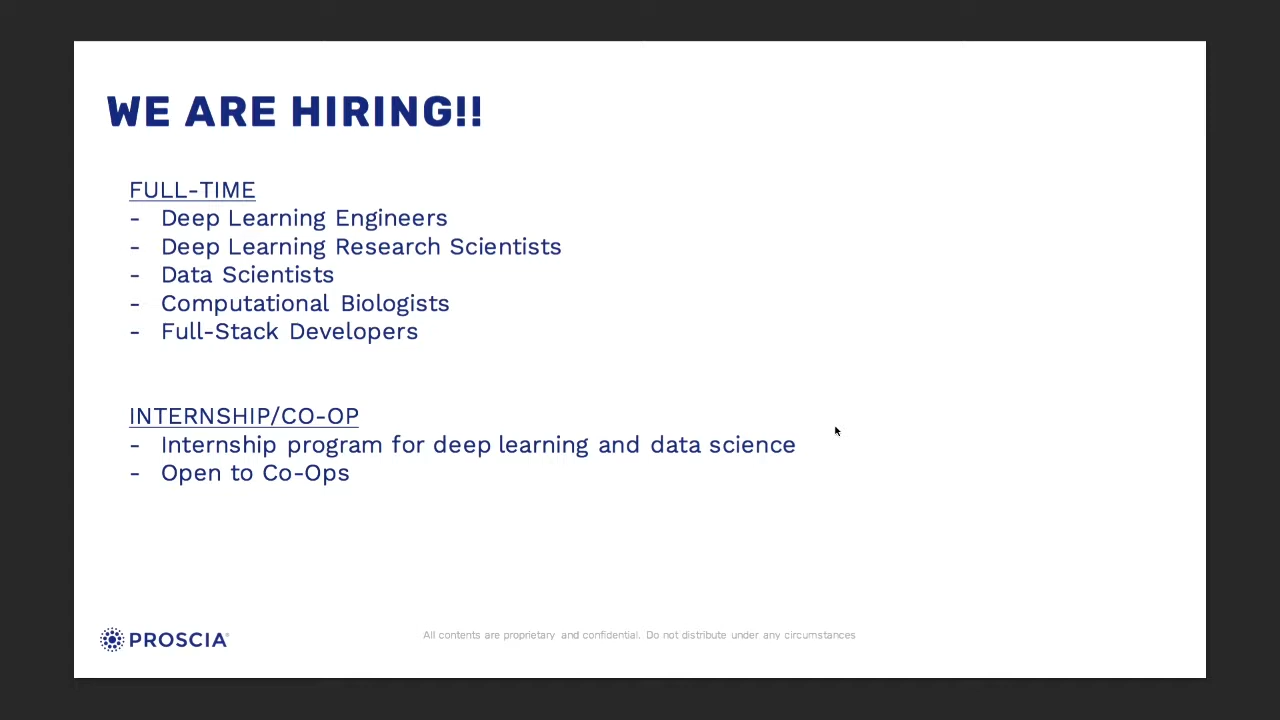 WE ARE HIRING!!
FULL-TIME
- Deep Learning Engineers
- Deep Learning Research Scientists
- Data Scientists
- Computational Biologists
- Full-Stack Developers
INTERNSHIP/CO-OP
- Internship program for deep learning and data science
- Open to Co-Ops
PROSCIA®
All contents are proprietary and confidential. Do not distribute under any circumstances